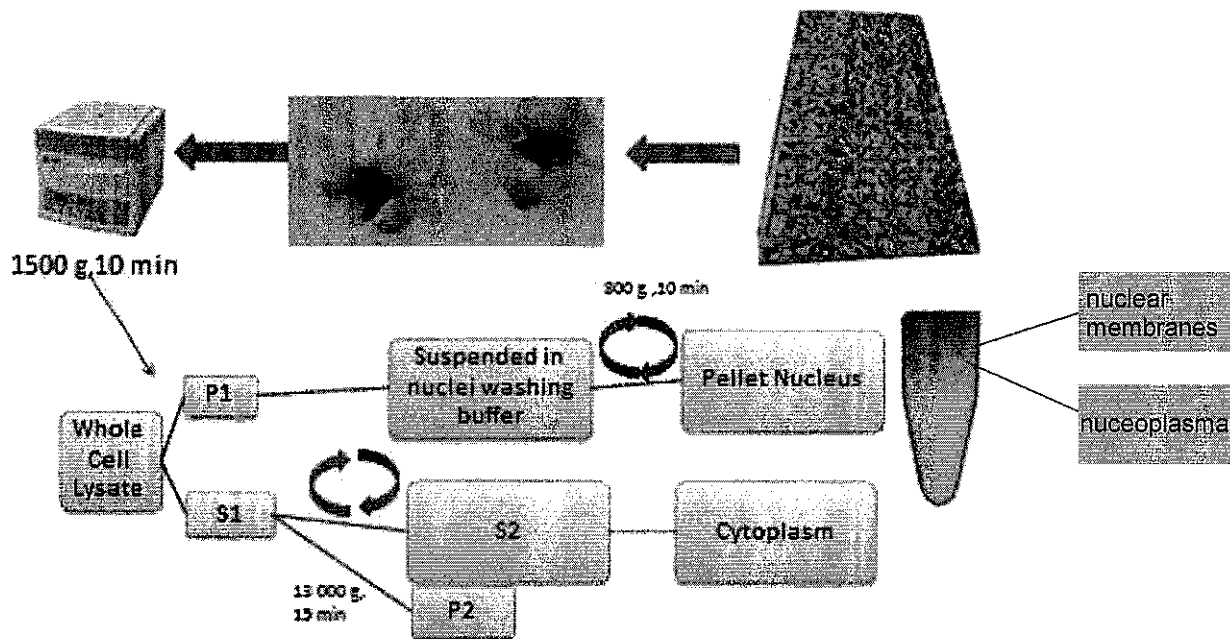 1500 g,10 min
800 g ,10 min
nuclear
membranes
P1
Suspended in
nuclei washing
buffer
Pellet Nucleus
nuceoplasma
Whole
Cell
Lysate
S1
S2
Cytoplasm
13 000 g,
15 min
P2